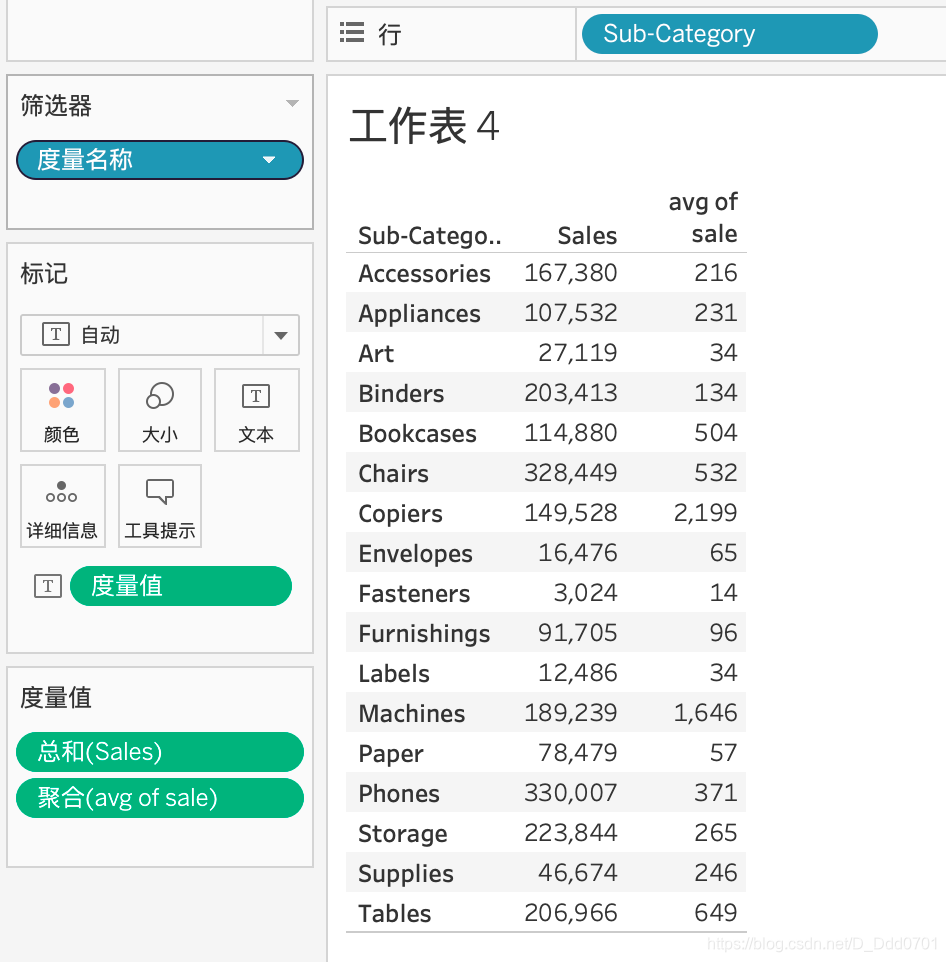 行
Sub-Category
筛选器
度量名称
标记
T 自动
颜色
大小
T
文本
详细信息
工具提示
T 度量值
度量值
总和(Sales)
聚合(avg of sale)
工作表 4
avg of
Sub-Catego.. Sales sale
Accessories 167,380 216
Appliances 107,532 231
Art 27,119 34
Binders 203,413 134
Bookcases 114,880 504
Chairs 328,449 532
Copiers 149,528 2,199
Envelopes 16,476 65
Fasteners 3,024 14
Furnishings 91,705 96
Labels 12,486 34
Machines 189,239 1,646
Paper 78,479 57
Phones 330,007 371
Storage 223,844 265
Supplies 46,674 246
Tables 206,966 649
https://blog.csdn.net/D_Ddd0701